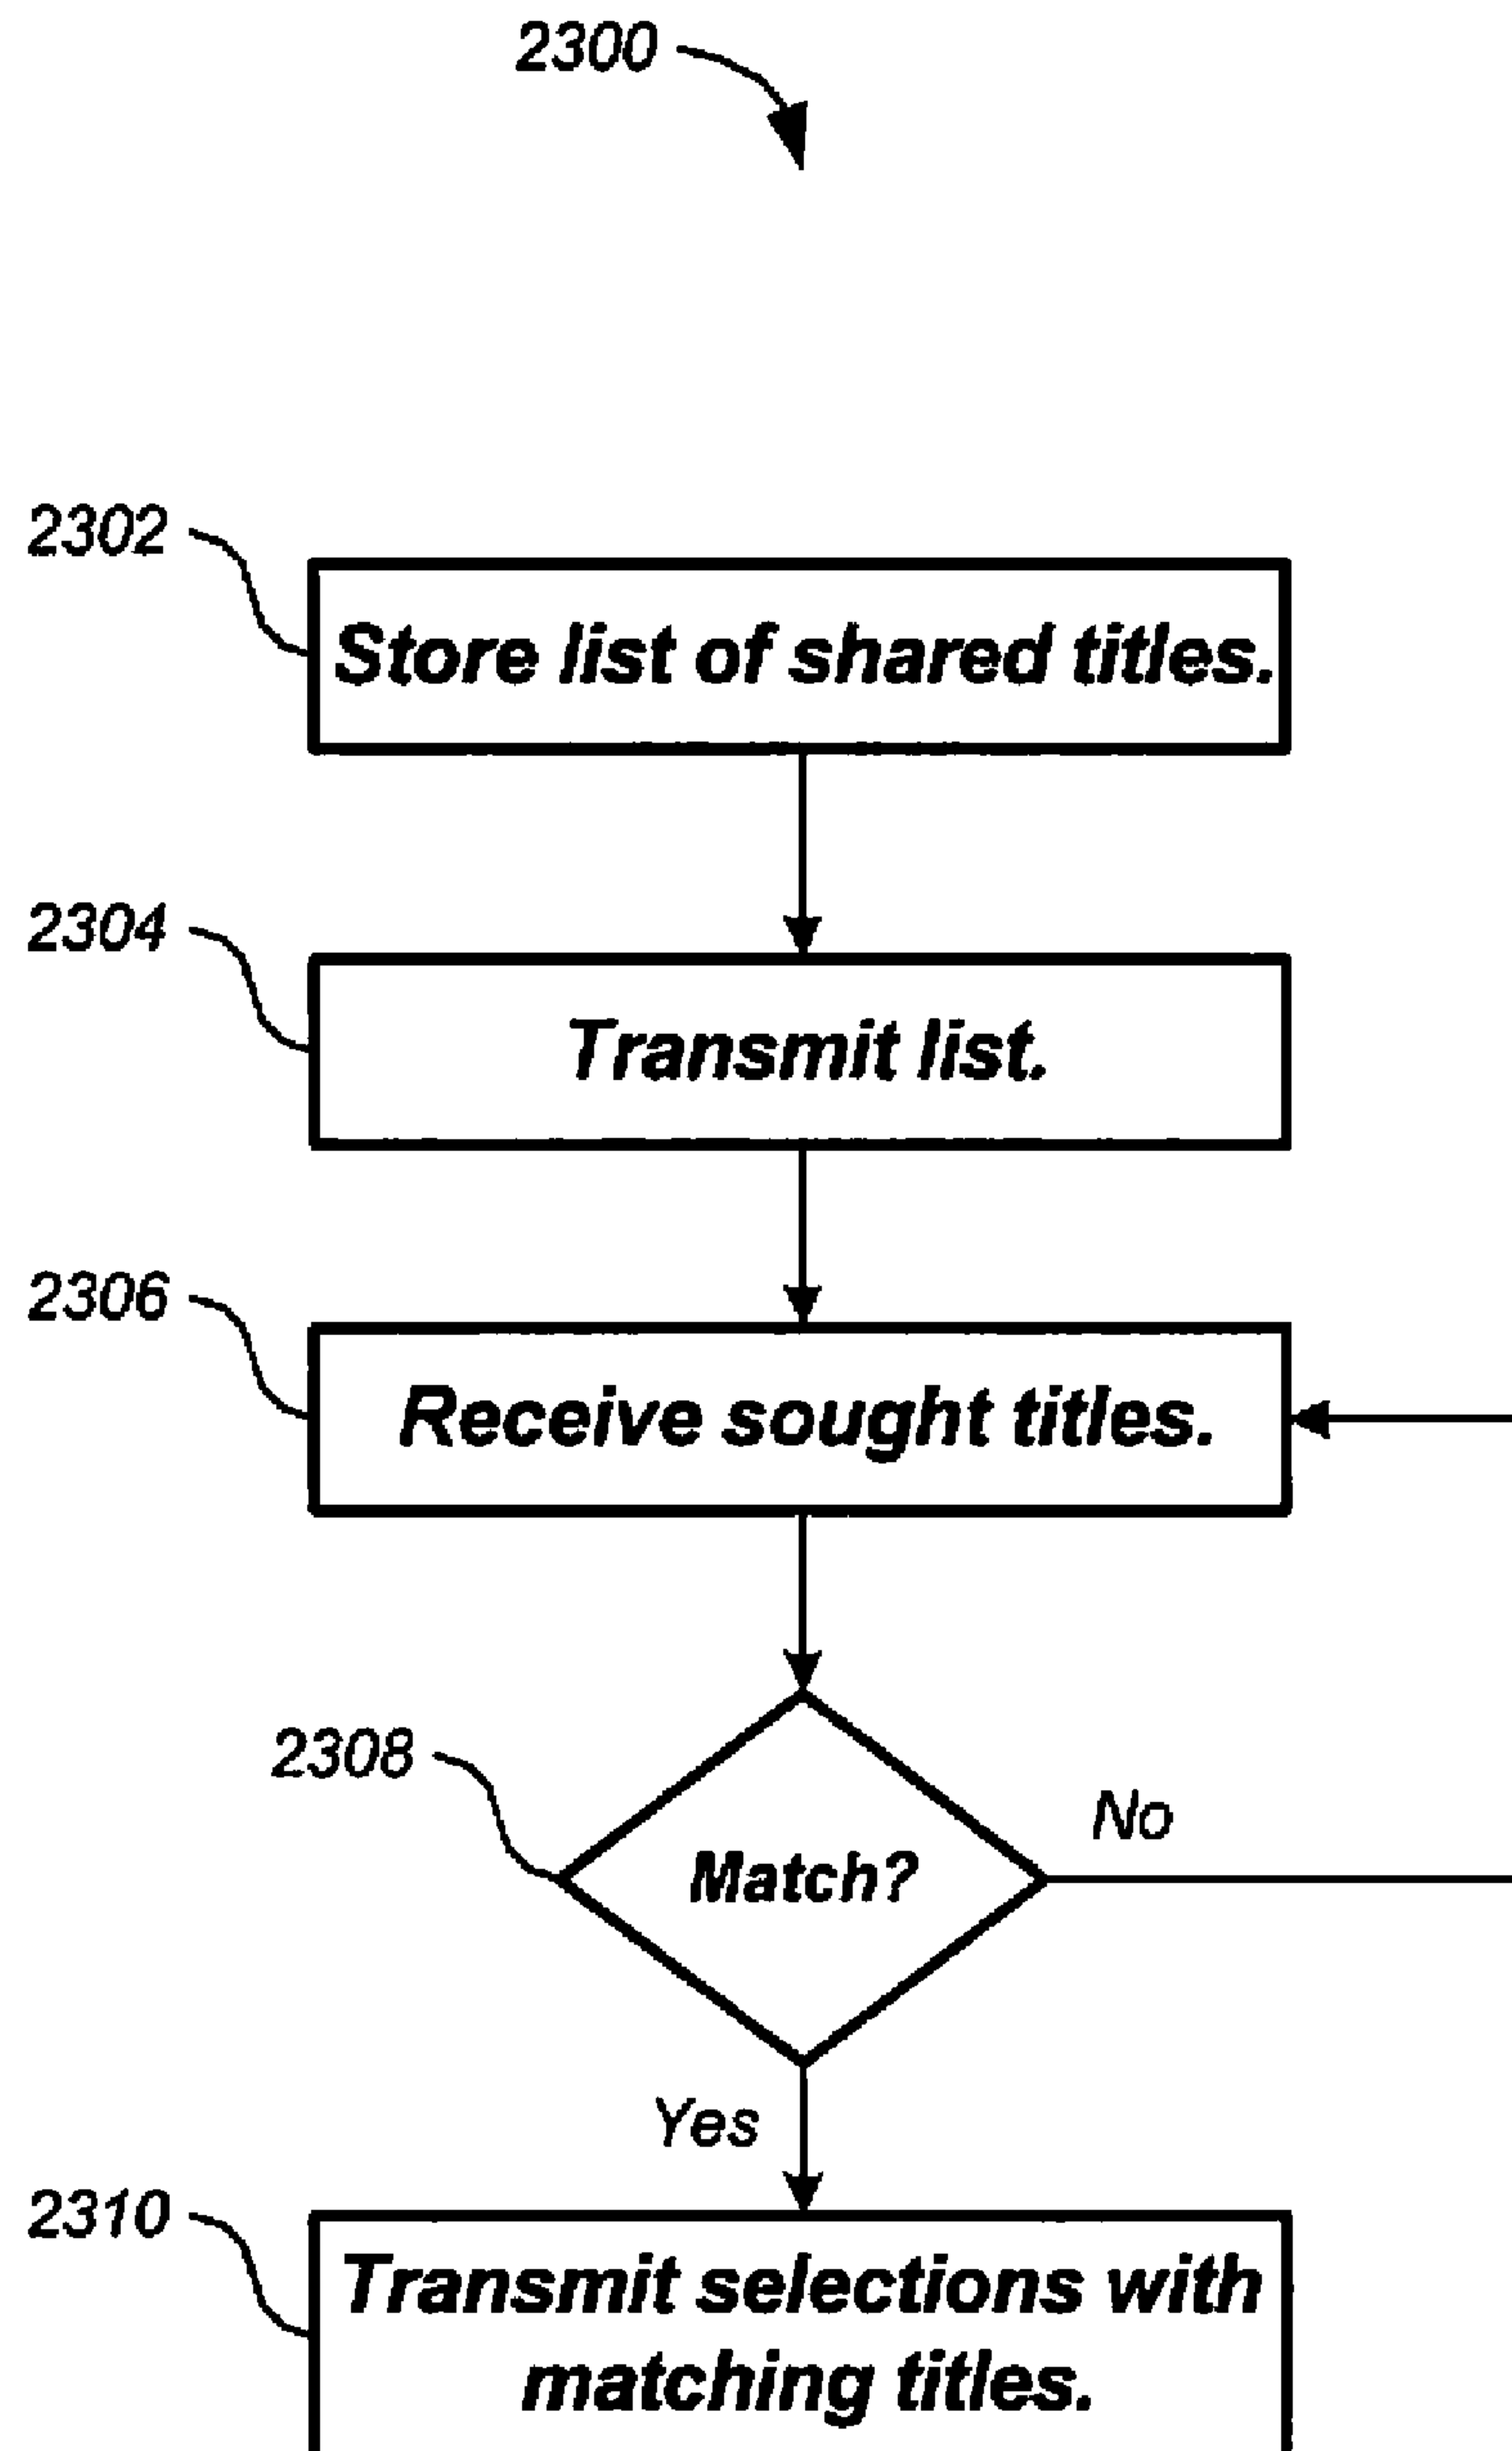 2300
2302
Store list of shared titles.
2304
Transmit list.
2306
Receive sought titles.
2308
Match?
No
Yes
2310
Transmit selections with
matching titles.